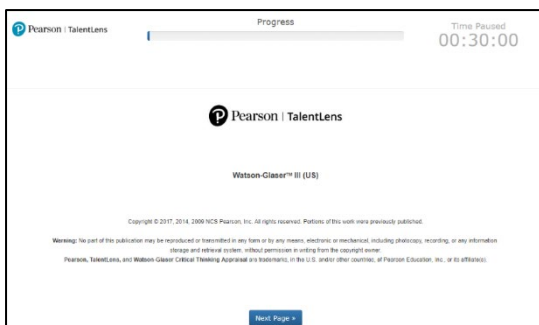 Pearson | TalentLens
Progress
Time Paused
00:30:00
Pearson | TalentLens
Watson-Glaser™ III (US)
Copyright © 2017, 2014, 2009 NCS Pearson, Inc. All rights reserved. Portions of this work were previously published.
Warning: No part of this publication may be reproduced or transmitted in any form or by any means, electronic or mechanical, including photocopy, recording, or any information
storage and retrieval system, without permission in writing from the copyright owner.
Pearson, TalentLens, and Watson-Glaser Critical Thinking Appraisal are trademarks, in the U.S. and/or other countries, of Pearson Education, Inc., or its affiliate(s).
Next Page »